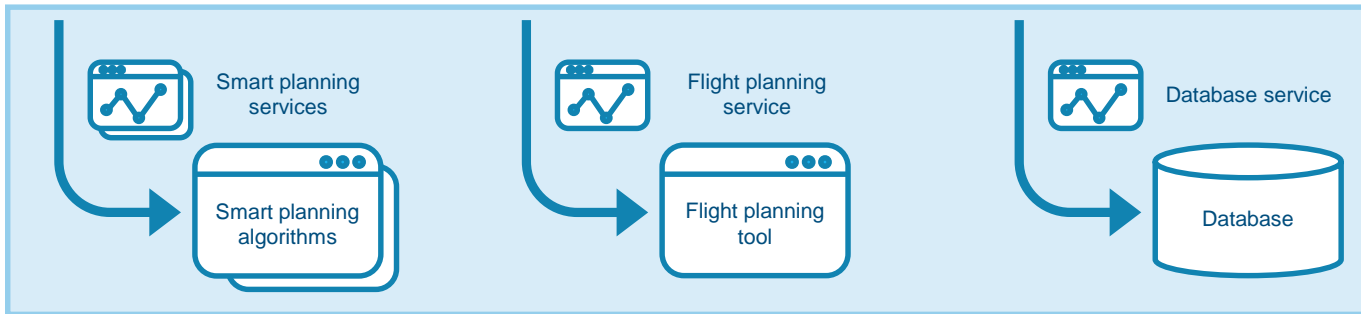 Smart planning
services
Smart planning
algorithms
Flight planning
service
Flight planning
tool
Database service
Database